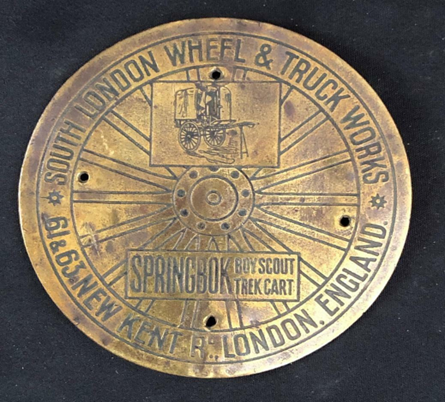 SOUTH LONDON WHEEL & TRUCK WORKS
SPRINGBOK BOY SCOUT
TREK CART
61 & 63, NEW KENT RD., LONDON. ENGLAND.